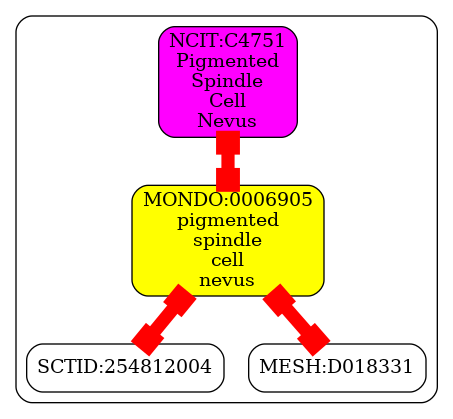 NCIT:C4751
Pigmented
Spindle
Cell
Nevus
MONDO:0006905
pigmented
spindle
cell
nevus
SCTID:254812004
MESH:D018331